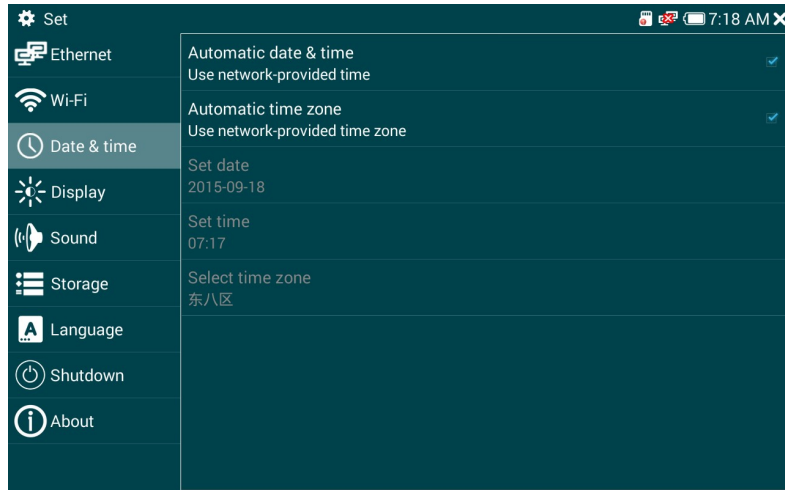 Set
7:18 AM
Ethernet
Wi-Fi
Date & time
Display
Sound
Storage
A Language
Shutdown
About
Automatic date & time
Use network-provided time
Automatic time zone
Use network-provided time zone
Set date
2015-09-18
Set time
07:17
Select time zone
东八区